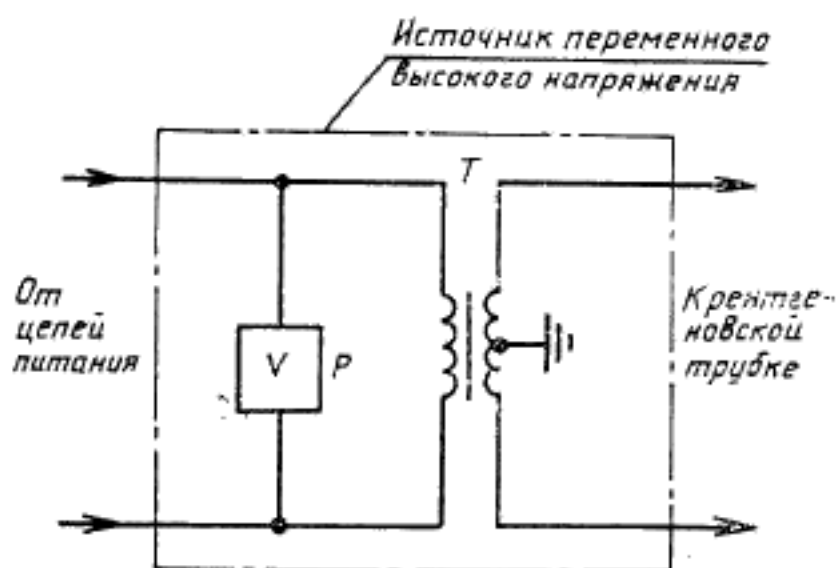 Источник переменного
высокого напряжения
T
От
цепей
питания
V
P
К рентге-
новской
трубке